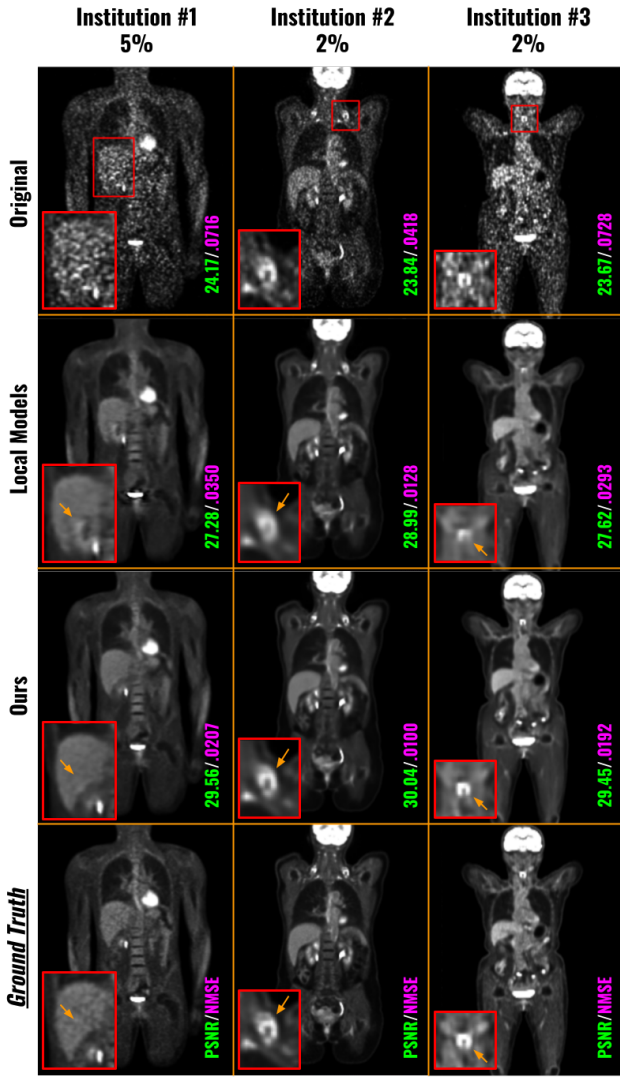 Institution #1
5%
Institution #2
2%
Institution #3
2%
Original
24.17/.0716
23.84/.0418
23.67/.0728
Local Models
27.28/.0350
28.99/.0128
27.62/.0293
Ours
29.56/.0207
30.04/.0100
29.45/.0192
Ground Truth
PSNR/NMSE
PSNR/NMSE
PSNR/NMSE